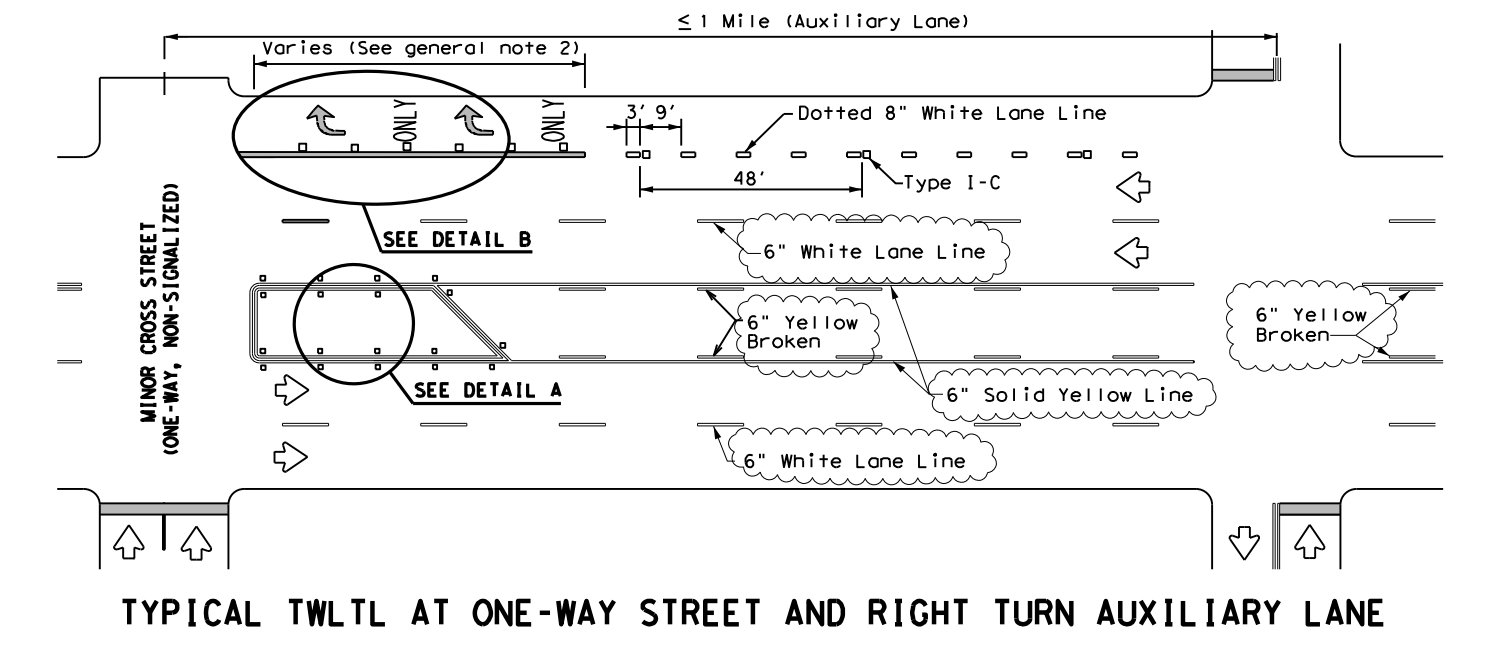 ≤ 1 Mile (Auxiliary Lane)
Varies (See general note 2)
ONLY
ONLY
3' 9'
Dotted 8" White Lane Line
48'
Type I-C
SEE DETAIL B
6" White Lane Line
MINOR CROSS STREET
(ONE-WAY, NON-SIGNALIZED)
6" Yellow
Broken
6" Yellow
Broken
SEE DETAIL A
6" Solid Yellow Line
6" White Lane Line
TYPICAL TWLTL AT ONE-WAY STREET AND RIGHT TURN AUXILIARY LANE